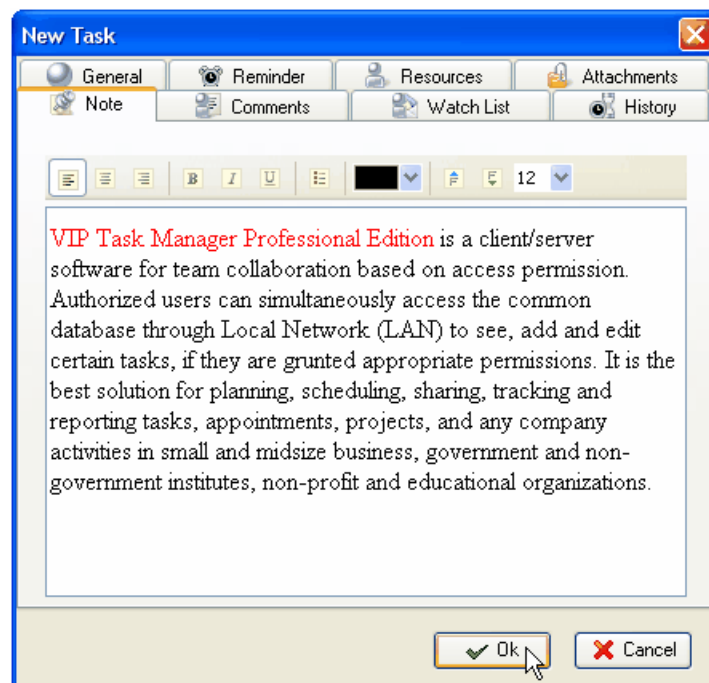 New Task
General Reminder Resources Attachments
Note Comments Watch List History
B I U F F 12
VIP Task Manager Professional Edition is a client/server
software for team collaboration based on access permission.
Authorized users can simultaneously access the common
database through Local Network (LAN) to see, add and edit
certain tasks, if they are grunted appropriate permissions. It is the
best solution for planning, scheduling, sharing, tracking and
reporting tasks, appointments, projects, and any company
activities in small and midsize business, government and non-
government institutes, non-profit and educational organizations.
Ok Cancel